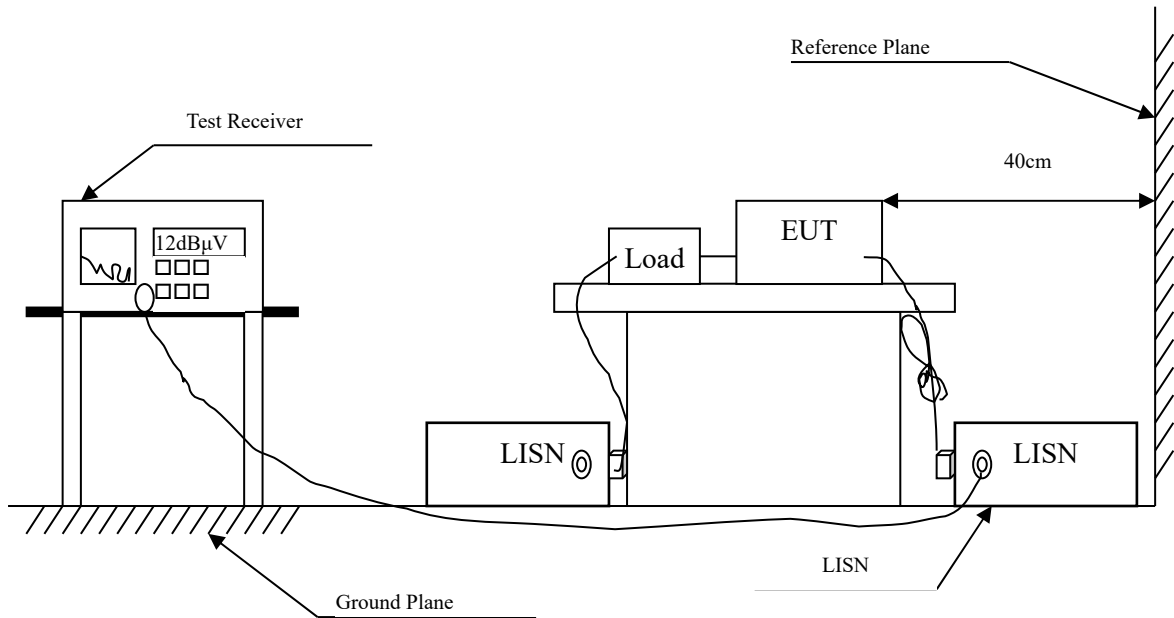 Reference Plane
Test Receiver
40cm
12dBμV
EUT
Load
LISN
LISN
LISN
Ground Plane